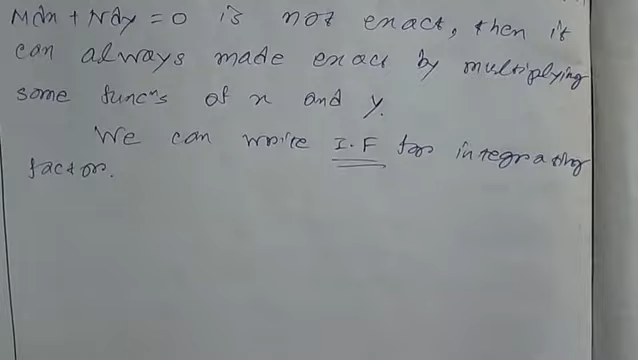 Mdx + Ndy = 0 is not exact, then it
can always made exact by multiplying
some func^ns of x and y.
We can write I.F for integrating
factor.